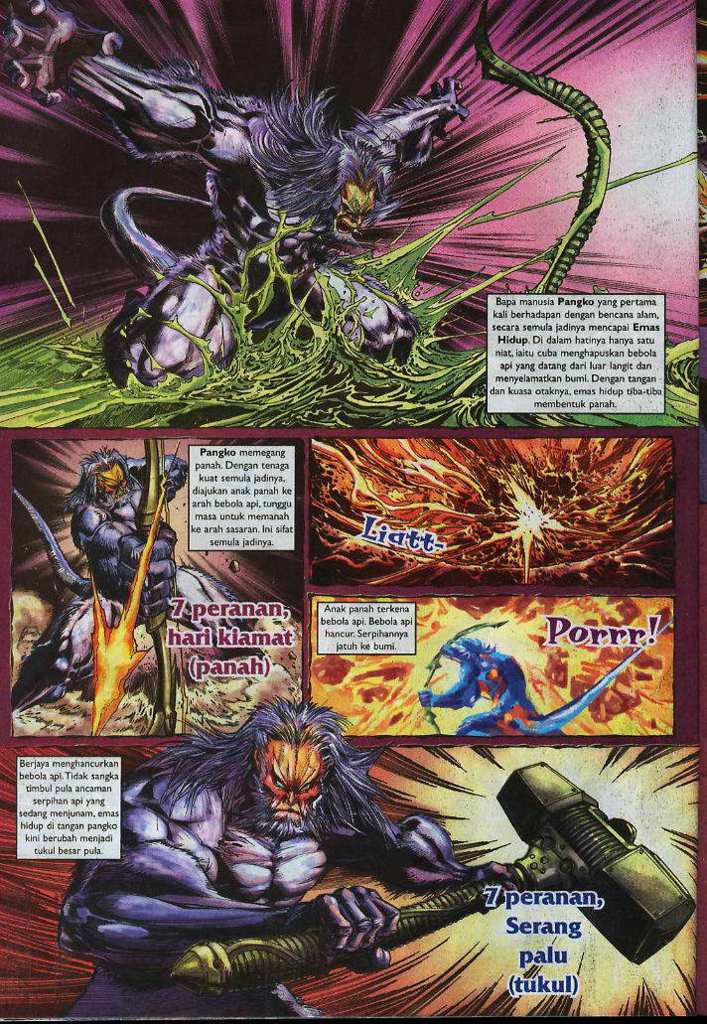 Bapa manusia Pangko yang pertama
kali berhadapan dengan bencana alam,
secara semula jadinya mencapai Emas
Hidup. Di dalam hatinya hanya satu
niat, iaitu cuba menghapuskan bebola
api yang datang dari luar langit dan
menyelamatkan bumi. Dengan tangan
dan kuasa otaknya, emas hidup tiba-tiba
membentuk panah.
Pangko memegang
panah. Dengan tenaga
kuat semula jadinya,
diajukan anak panah ke
arah bebola api, tunggu
masa untuk memanah
ke arah sasaran. Ini sifat
semula jadinya.
7 peranan,
hari kiamat
(panah)
Liatt-
Anak panah terkena
bebola api. Bebola api
hancur. Serpihannya
jatuh ke bumi.
Porrr!
Berjaya menghancurkan
bebola api. Tidak sangka
timbul pula ancaman
serpihan api yang
sedang menjunam, emas
hidup di tangan pangko
kini berubah menjadi
tukul besar pula.
7 peranan,
Serang
palu
(tukul)